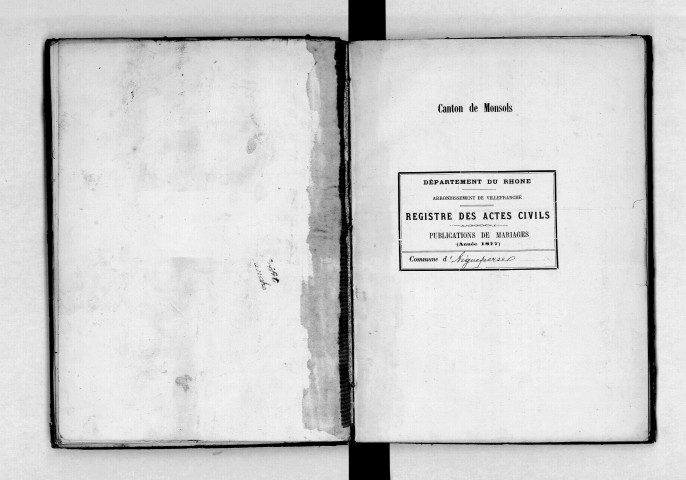 Canton de Monsols
DÉPARTEMENT DU RHONE
ARRONDISSEMENT DE VILLEFRANCHE
REGISTRE DES ACTES CIVILS
PUBLICATIONS DE MARIAGES
(Année 1877)
Commune d'Aigueperse